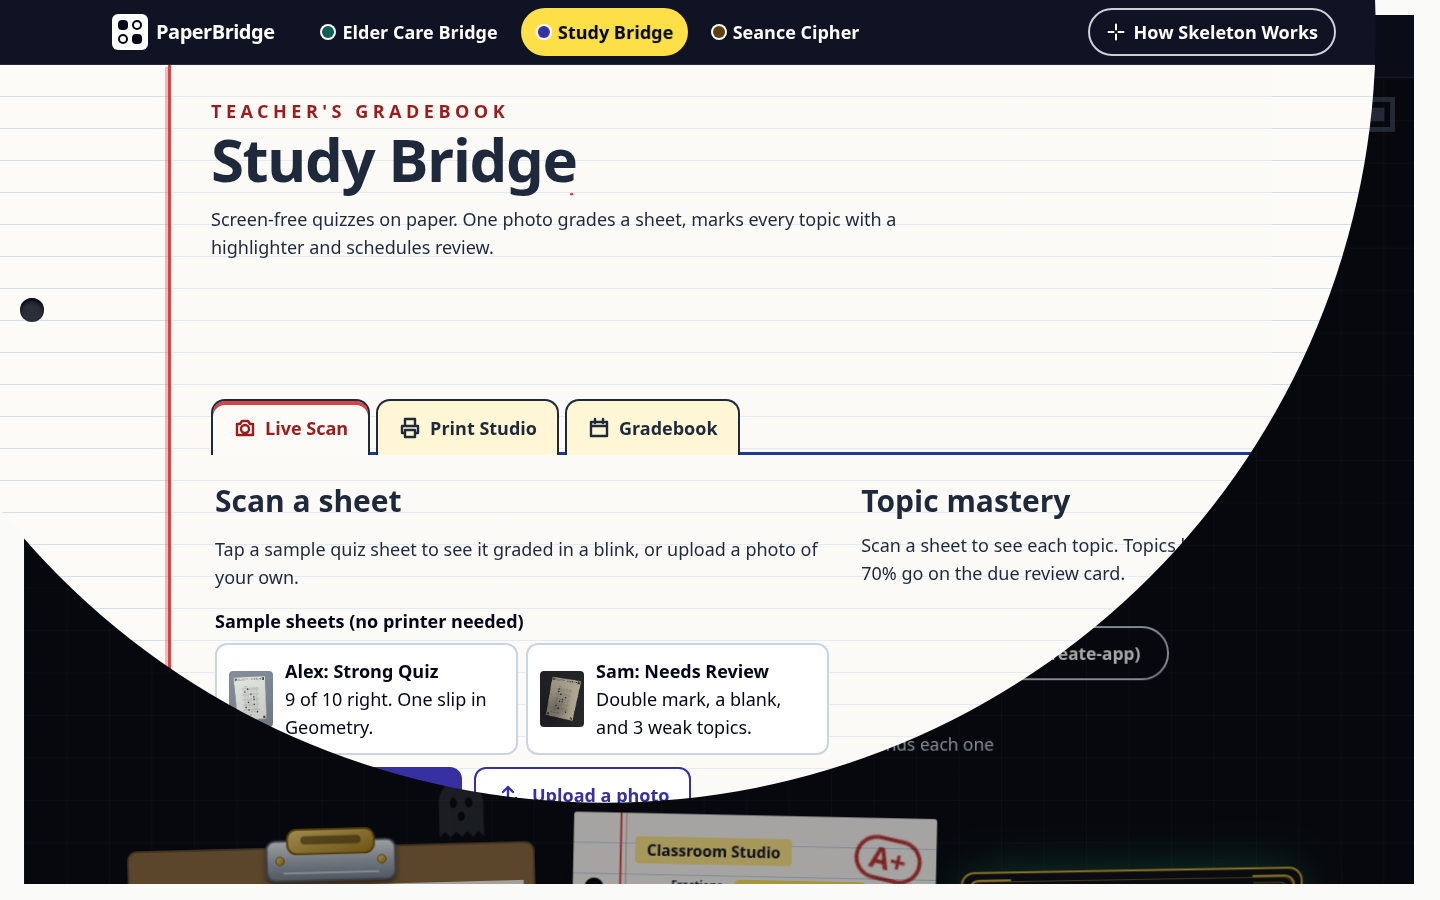 PaperBridge
Elder Care Bridge
Study Bridge
Seance Cipher
How Skeleton Works
TEACHER'S GRADEBOOK
Study Bridge
Screen-free quizzes on paper. One photo grades a sheet, marks every topic with a
highlighter and schedules review.
Live Scan
Print Studio
Gradebook
Scan a sheet
Tap a sample quiz sheet to see it graded in a blink, or upload a photo of
your own.
Sample sheets (no printer needed)
Alex: Strong Quiz
9 of 10 right. One slip in
Geometry.
Sam: Needs Review
Double mark, a blank,
and 3 weak topics.
Upload a photo
Topic mastery
Scan a sheet to see each topic. Topics
70% go on the due review card.
eate-app)
each one
Classroom Studio
A+